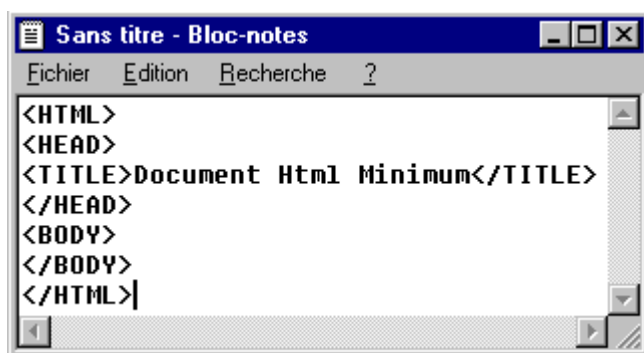 Sans titre - Bloc-notes
Fichier Edition Recherche ?
<HTML>
<HEAD>
<TITLE>Document Html Minimum</TITLE>
</HEAD>
<BODY>
</BODY>
</HTML>